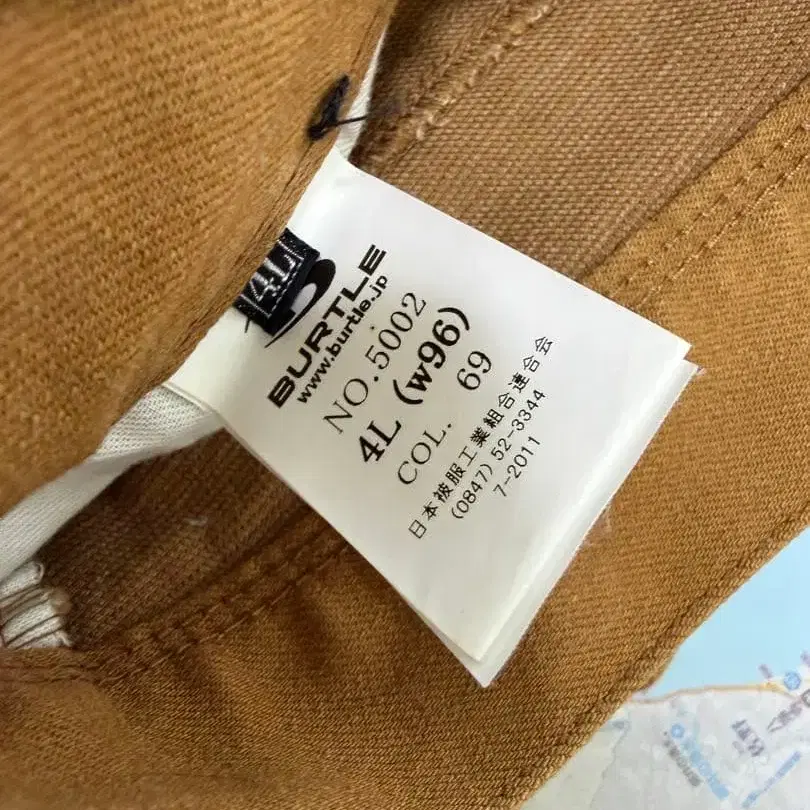 4L
BURTLE
www.burtle.jp
NO.5002
4L (w96)
COL. 69
日本被服工業組合連合会
(0847) 52-3344
7-2011